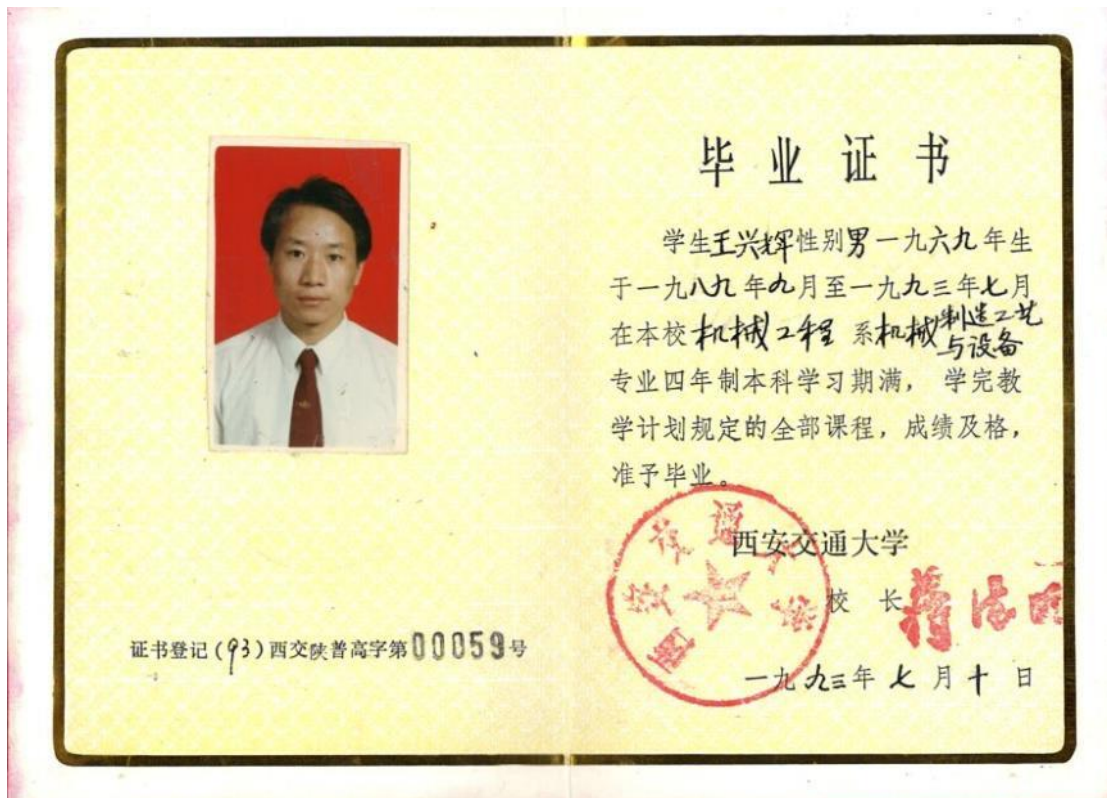 毕业证书
学生王兴辉性别男一九六九年生
于一九八九年九月至一九九三年七月
在本校机械工程系机械制造工艺与设备
专业四年制本科学习期满，学完教
学计划规定的全部课程，成绩及格，
准予毕业。
西安交通大学
校长
一九九三年七月十日
西安交通大学
证书登记(93)西交陕普高字第00059号